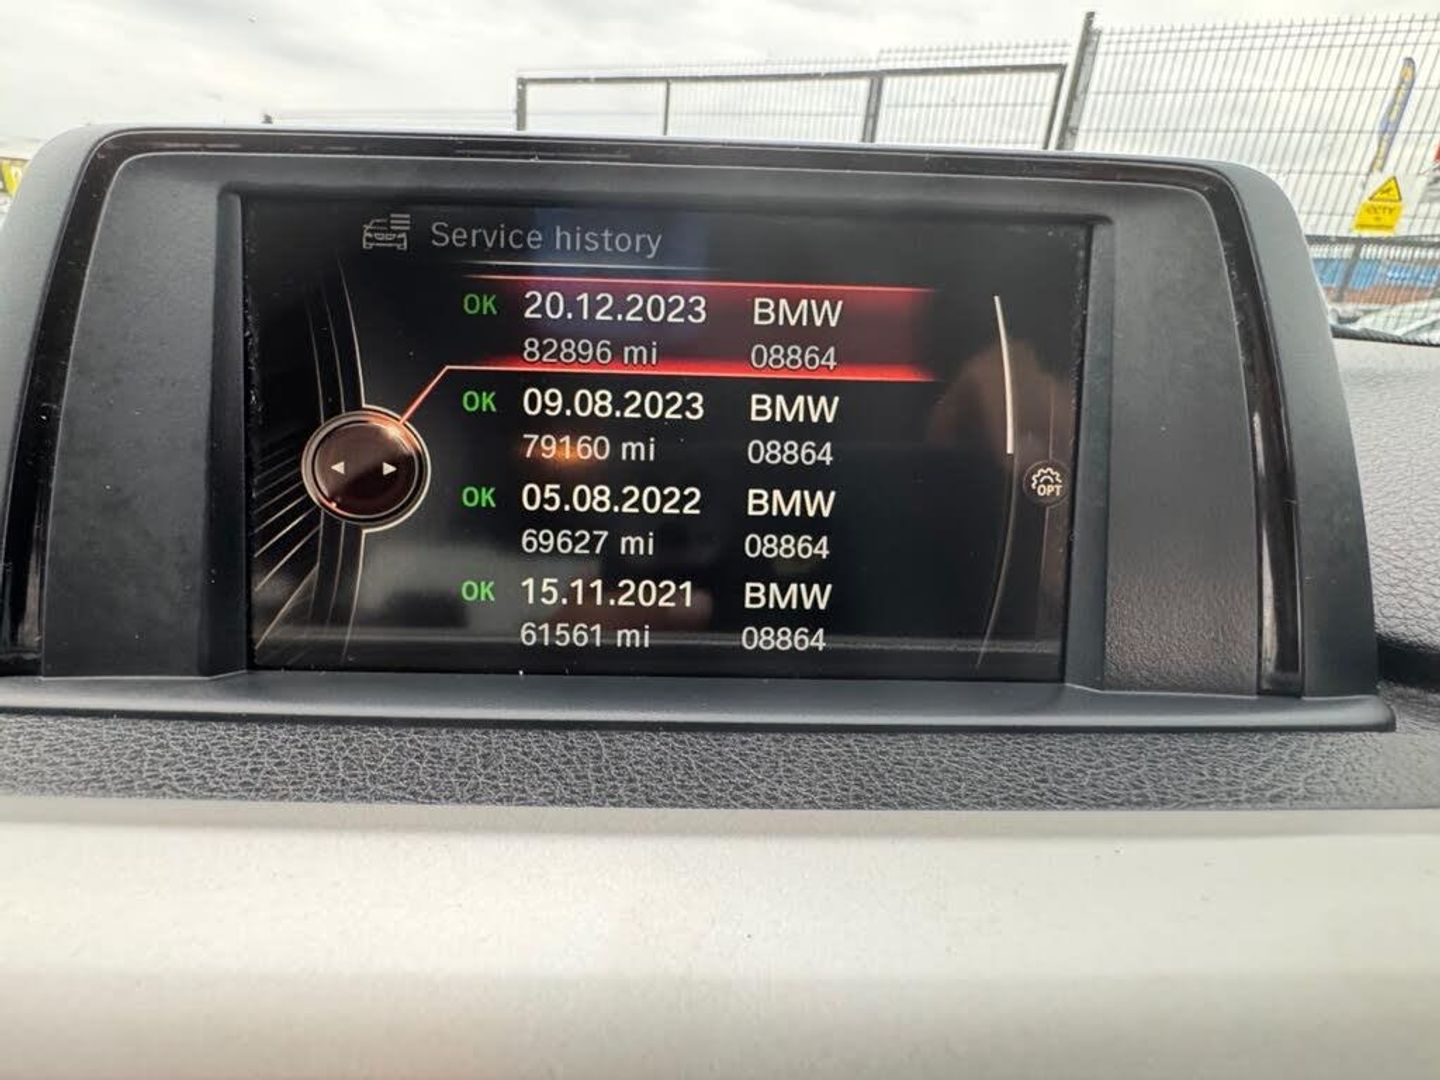 Service history
OK 20.12.2023 BMW
82896 mi 08864
OK 09.08.2023 BMW
79160 mi 08864
OK 05.08.2022 BMW
69627 mi 08864
OK 15.11.2021 BMW
61561 mi 08864
OPT
CCTV